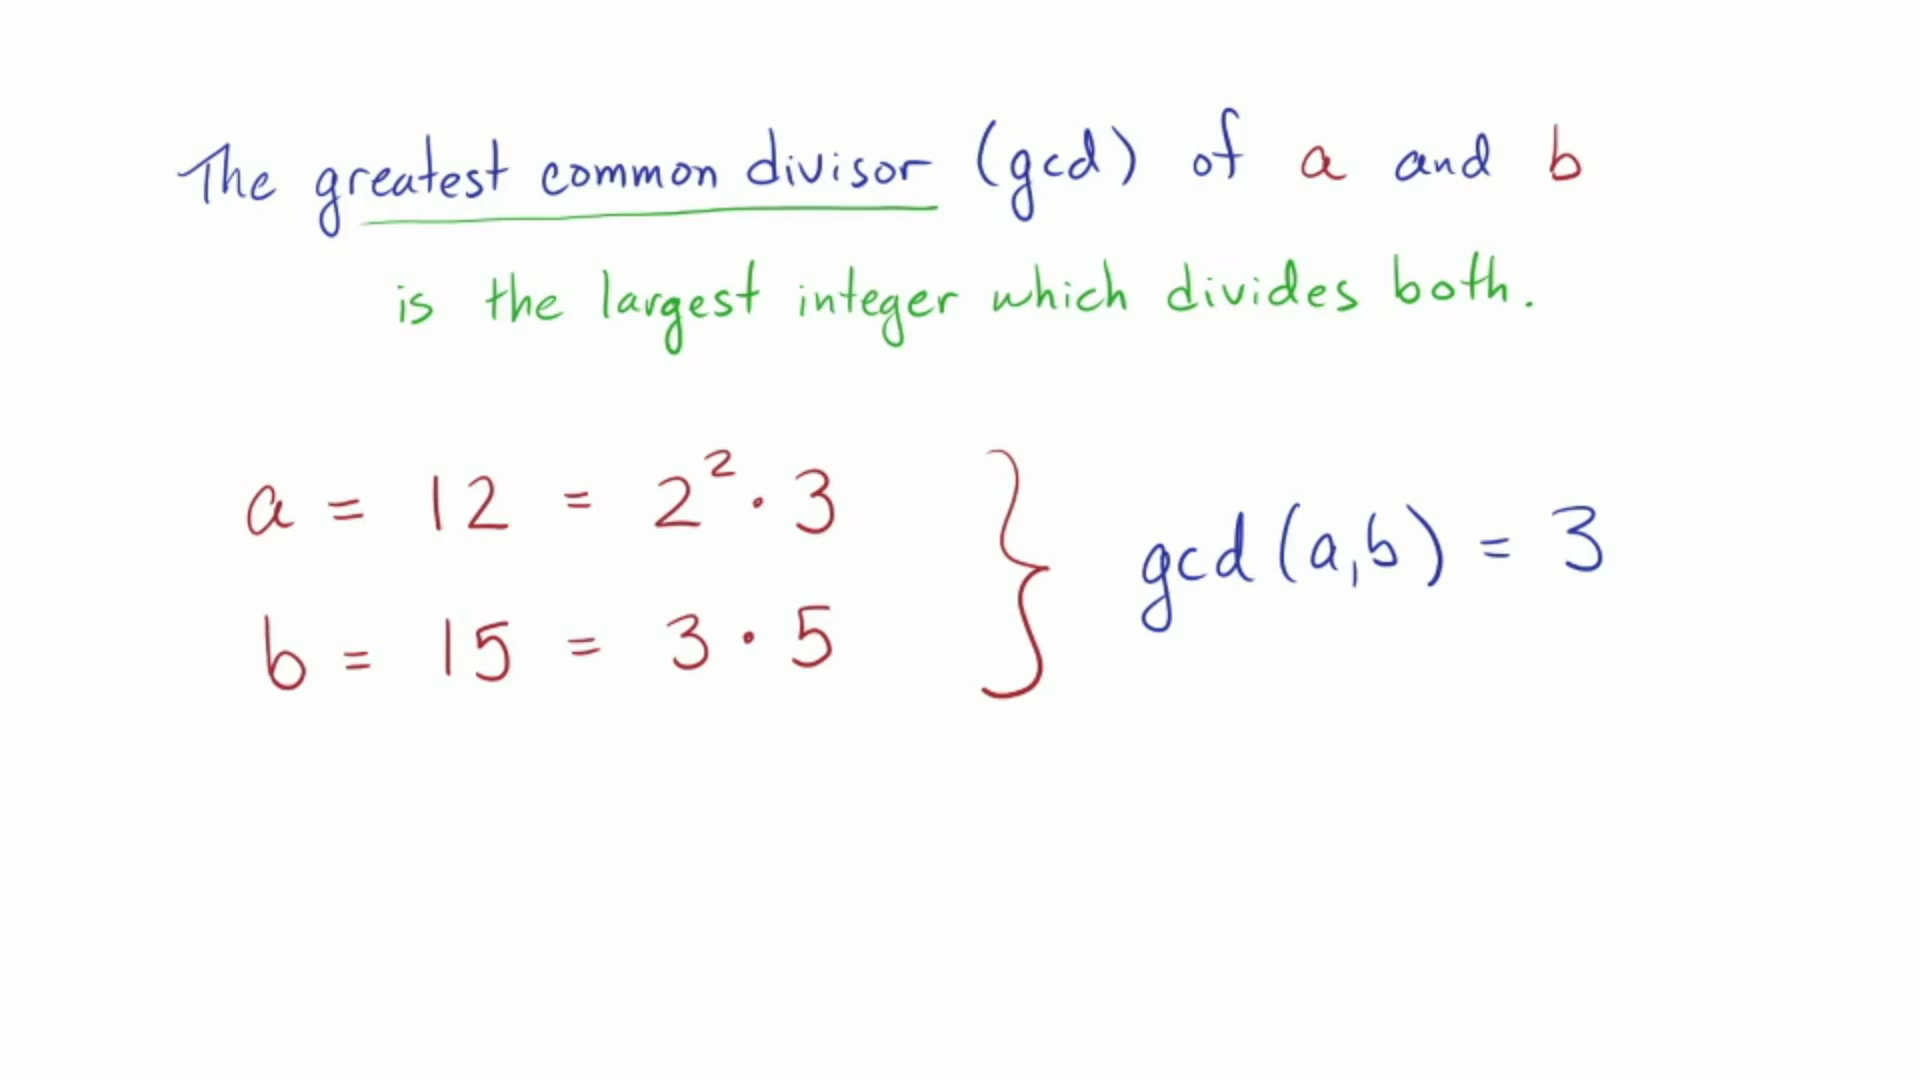 The greatest common divisor (gcd) of a and b
is the largest integer which divides both.
a = 12 = 2² · 3
b = 15 = 3 · 5
} gcd(a,b) = 3